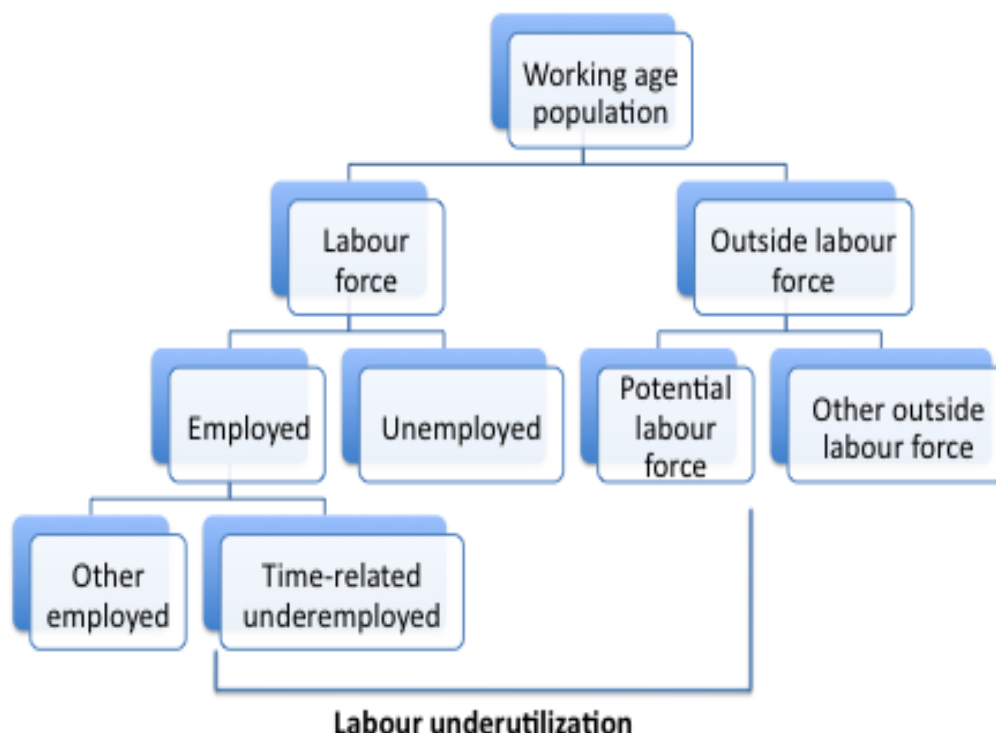 Working age
population
Labour
force
Outside labour
force
Employed
Unemployed
Potential
labour
force
Other outside
labour force
Other
employed
Time-related
underemployed
Labour underutilization